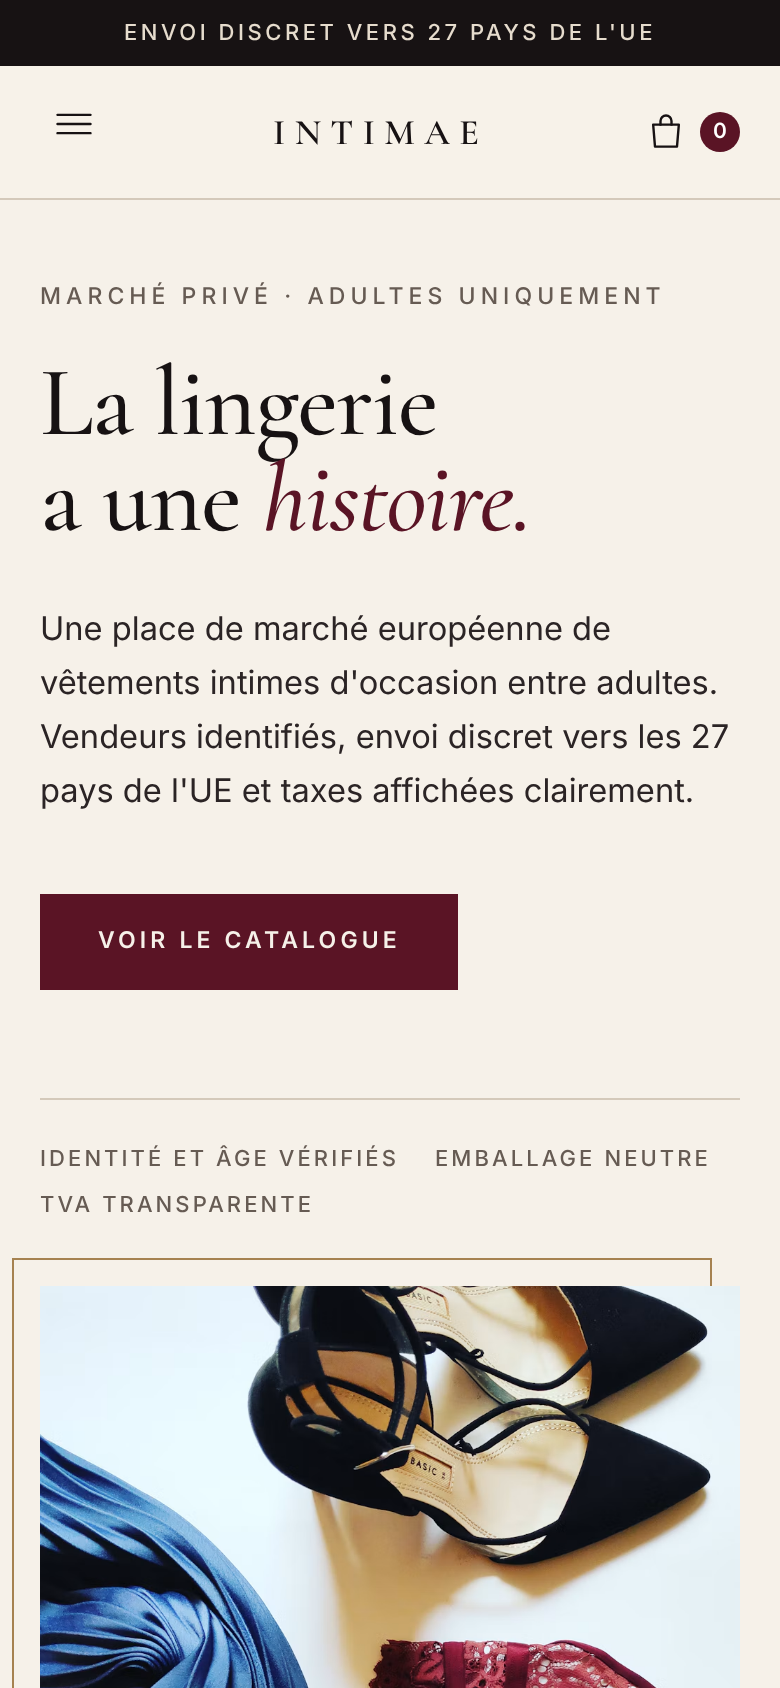 ENVOI DISCRET VERS 27 PAYS DE L'UE
INTIMAE
0
MARCHÉ PRIVÉ · ADULTES UNIQUEMENT
La lingerie
a une histoire.
Une place de marché européenne de
vêtements intimes d'occasion entre adultes.
Vendeurs identifiés, envoi discret vers les 27
pays de l'UE et taxes affichées clairement.
VOIR LE CATALOGUE
IDENTITÉ ET ÂGE VÉRIFIÉS EMBALLAGE NEUTRE
TVA TRANSPARENTE
BASIC
BASIC